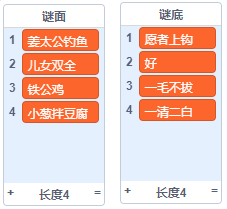 谜面
1 姜太公钓鱼
2 儿女双全
3 铁公鸡
4 小葱拌豆腐
+ 长度4 =
谜底
1 愿者上钩
2 好
3 一毛不拔
4 一清二白
+ 长度4 =